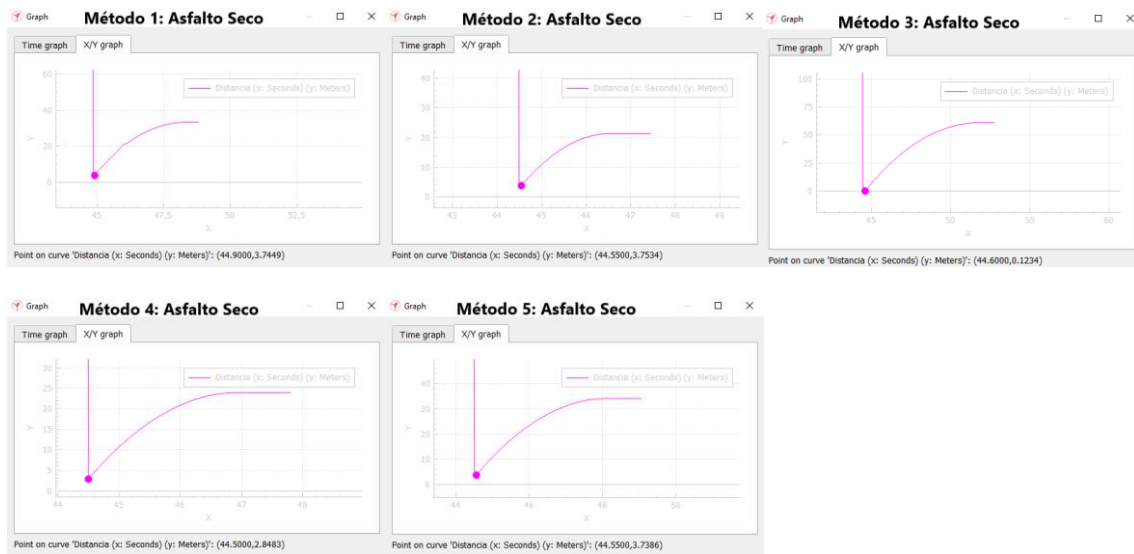 Graph
Método 1: Asfalto Seco
Time graph X/Y graph
Distancia (x: Seconds) (y: Meters)
60
40
20
0
Y
45 47,5 50 52,5
X
Point on curve 'Distancia (x: Seconds) (y: Meters)': (44.9000,3.7449)
Graph
Método 2: Asfalto Seco
Time graph X/Y graph
Distancia (x: Seconds) (y: Meters)
40
30
20
10
0
Y
43 44 45 46 47 48 49
X
Point on curve 'Distancia (x: Seconds) (y: Meters)': (44.5500,3.7534)
Graph
Método 3: Asfalto Seco
Time graph X/Y graph
Distancia (x: Seconds) (y: Meters)
100
75
50
25
0
Y
45 50 55 60
X
Point on curve 'Distancia (x: Seconds) (y: Meters)': (44.6000,0.1234)
Graph
Método 4: Asfalto Seco
Time graph X/Y graph
Distancia (x: Seconds) (y: Meters)
30
25
20
15
10
5
0
Y
44 45 46 47 48
X
Point on curve 'Distancia (x: Seconds) (y: Meters)': (44.5000,2.8483)
Graph
Método 5: Asfalto Seco
Time graph X/Y graph
Distancia (x: Seconds) (y: Meters)
40
30
20
10
0
Y
44 46 48 50
X
Point on curve 'Distancia (x: Seconds) (y: Meters)': (44.5500,3.7386)